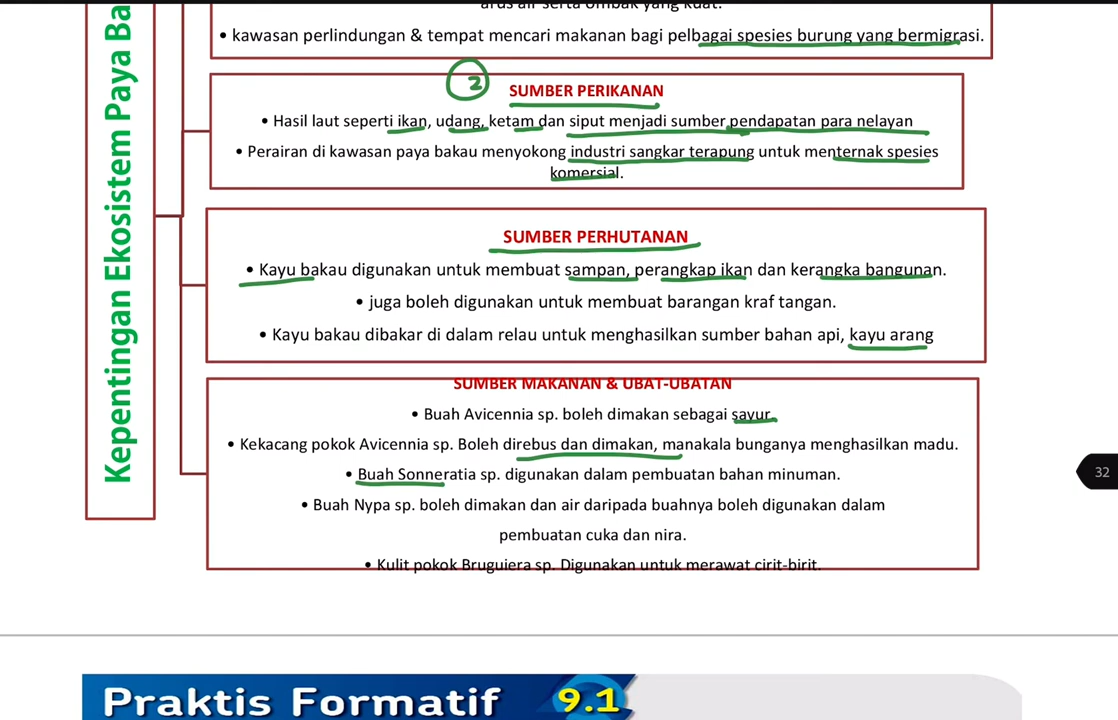 arus air serta ombak yang kuat.
• kawasan perlindungan & tempat mencari makanan bagi pelbagai spesies burung yang bermigrasi.
2
SUMBER PERIKANAN
• Hasil laut seperti ikan, udang, ketam dan siput menjadi sumber pendapatan para nelayan
• Perairan di kawasan paya bakau menyokong industri sangkar terapung untuk menternak spesies
komersial.
SUMBER PERHUTANAN
• Kayu bakau digunakan untuk membuat sampan, perangkap ikan dan kerangka bangunan.
• juga boleh digunakan untuk membuat barangan kraf tangan.
• Kayu bakau dibakar di dalam relau untuk menghasilkan sumber bahan api, kayu arang
SUMBER MAKANAN & UBAT-UBATAN
• Buah Avicennia sp. boleh dimakan sebagai sayur.
• Kekacang pokok Avicennia sp. Boleh direbus dan dimakan, manakala bunganya menghasilkan madu.
• Buah Sonneratia sp. digunakan dalam pembuatan bahan minuman.
• Buah Nypa sp. boleh dimakan dan air daripada buahnya boleh digunakan dalam
pembuatan cuka dan nira.
• Kulit pokok Bruguiera sp. Digunakan untuk merawat cirit-birit.
Kepentingan Ekosistem Paya Ba
32
Praktis Formatif 9.1